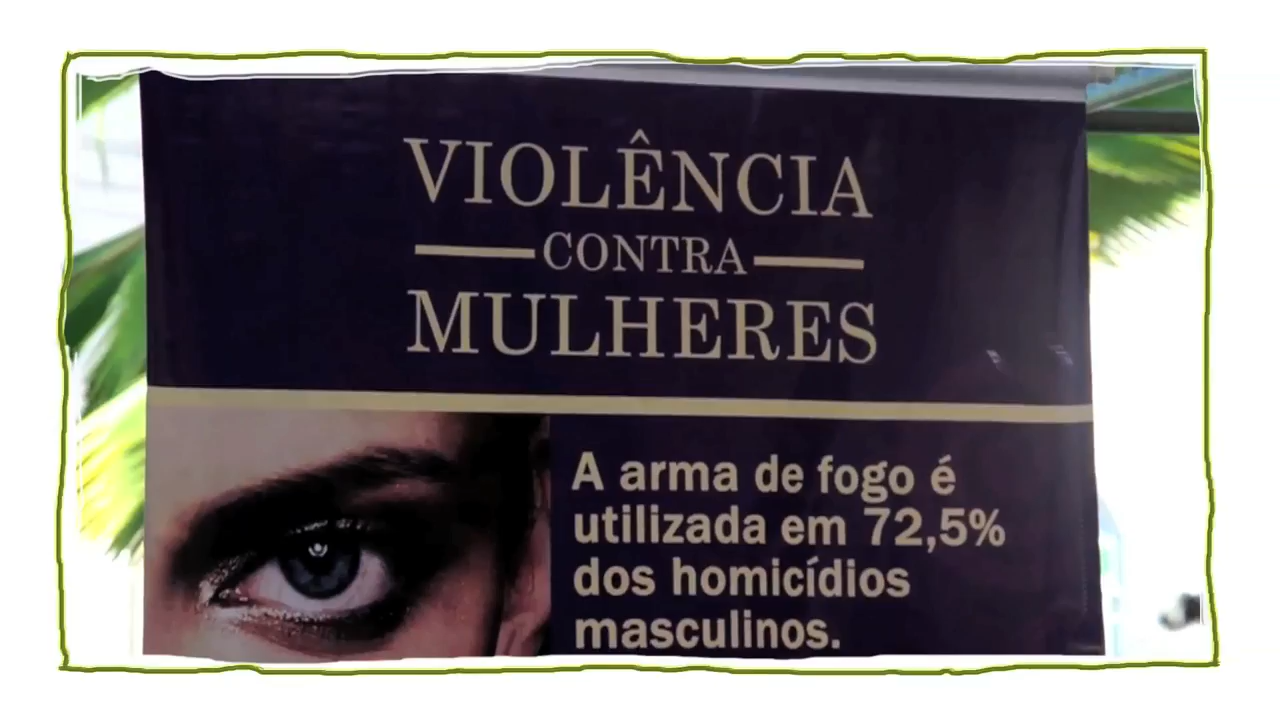 VIOLÊNCIA
CONTRA
MULHERES
A arma de fogo é
utilizada em 72,5%
dos homicídios
masculinos.